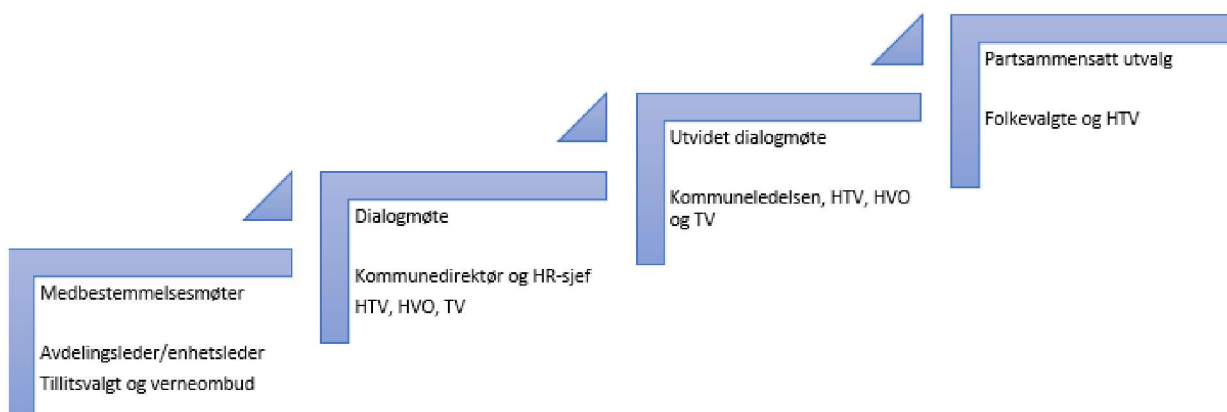 Medbestemmelsesmøter
Avdelingsleder/enhetsleder
Tillitsvalgt og verneombud
Dialogmøte
Kommunedirektør og HR-sjef
HTV, HVO, TV
Utvidet dialogmøte
Kommuneledelsen, HTV, HVO
og TV
Partsammensatt utvalg
Folkevalgte og HTV